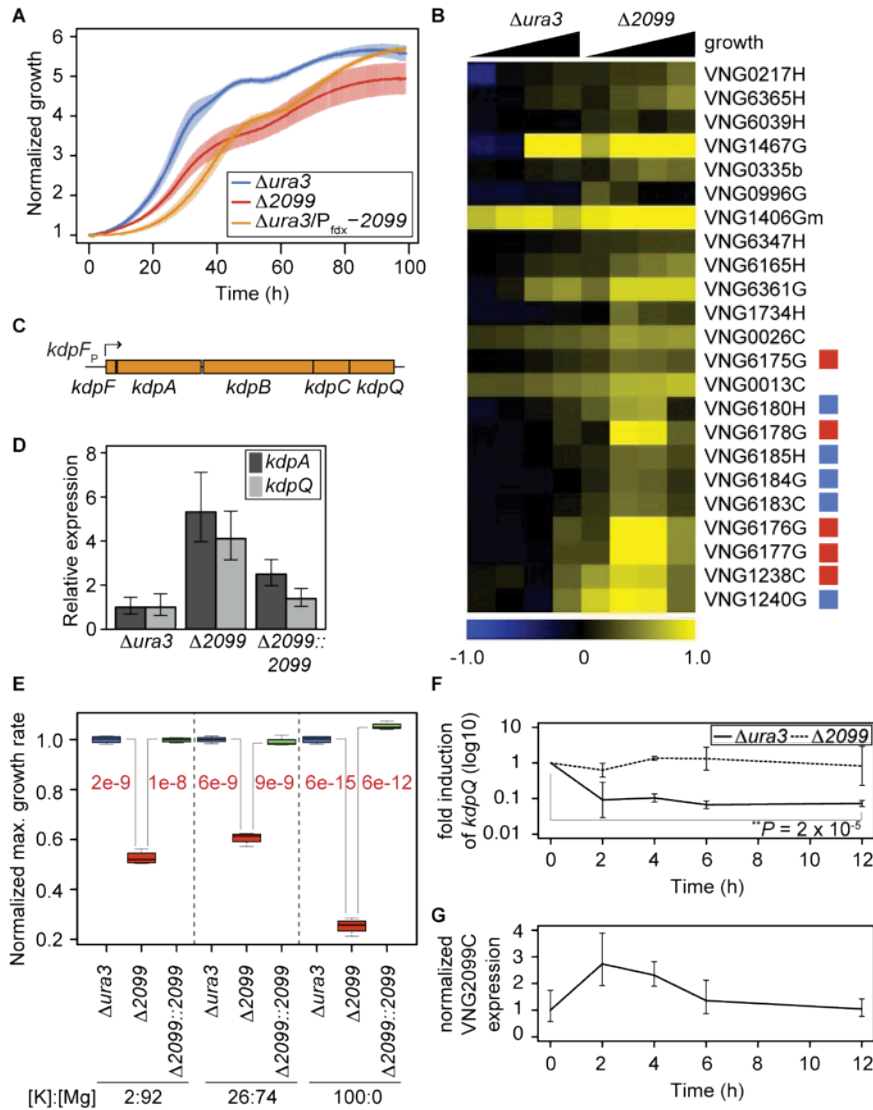 A
Normalized growth
6
5
4
3
2
1
0 20 40 60 80 100
Time (h)
Δura3
Δ2099
Δura3/Pfdx−2099
B
Δura3 Δ2099
growth
VNG0217H
VNG6365H
VNG6039H
VNG1467G
VNG0335b
VNG0996G
VNG1406Gm
VNG6347H
VNG6165H
VNG6361G
VNG1734H
VNG0026C
VNG6175G
VNG0013C
VNG6180H
VNG6178G
VNG6185H
VNG6184G
VNG6183C
VNG6176G
VNG6177G
VNG1238C
VNG1240G
-1.0 0 1.0
C
kdpFP
kdpF kdpA kdpB kdpC kdpQ
D
Relative expression
8
6
4
2
0
kdpA
kdpQ
Δura3 Δ2099 Δ2099::
2099
E
Normalized max. growth rate
1.0
0.8
0.6
0.4
0.2
2e-9 1e-8 6e-9 9e-9 6e-15 6e-12
Δura3 Δ2099 Δ2099::2099 Δura3 Δ2099 Δ2099::2099 Δura3 Δ2099 Δ2099::2099
[K]:[Mg] 2:92 26:74 100:0
F
fold induction
of kdpQ (log10)
10
1
0.1
0.01
Δura3 Δ2099
**P = 2 x 10-5
0 2 4 6 8 10 12
Time (h)
G
normalized
VNG2099C
expression
4
3
2
1
0
0 2 4 6 8 10 12
Time (h)